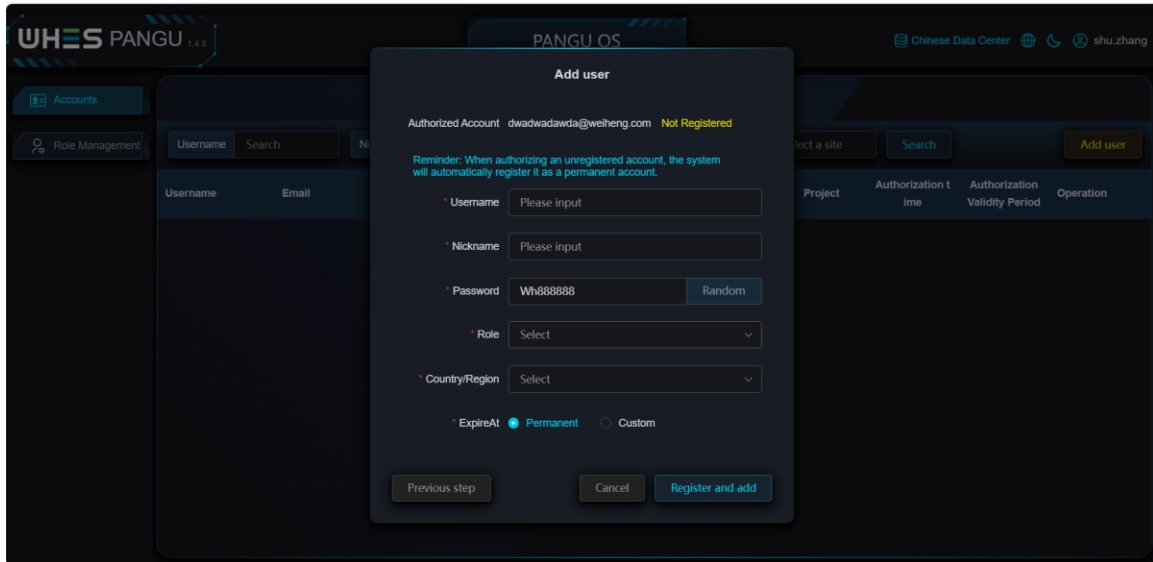 WHES PANGU 1.4.3
PANGU OS
Chinese Data Center
shu.zhang
Accounts
Role Management
Username Search
Ni
lect a site
Search
Add user
Username
Email
Project
Authorization t
ime
Authorization
Validity Period
Operation
Add user
Authorized Account dwadwadawda@weiheng.com Not Registered
Reminder: When authorizing an unregistered account, the system
will automatically register it as a permanent account.
* Username Please input
* Nickname Please input
* Password Wh888888 Random
* Role Select
* Country/Region Select
* ExpireAt Permanent Custom
Previous step
Cancel
Register and add